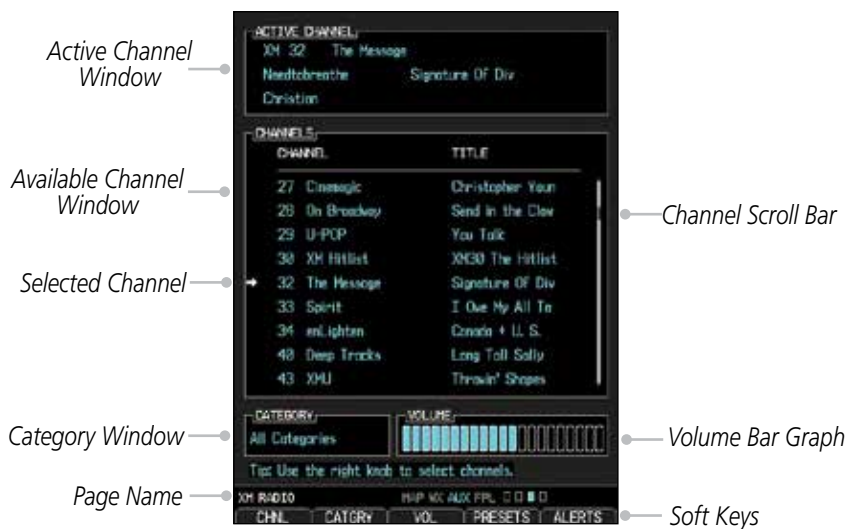 Active Channel
Window
Available Channel
Window
Selected Channel
Category Window
Page Name
ACTIVE CHANNEL
XM 32 The Message
Needtobreathe Signature Of Div
Christian
CHANNELS
CHANNEL TITLE
27 Cinemagic Christopher Youn
28 On Broadway Send in the Clow
29 U-POP You Talk
30 XM Hitlist XM30 The Hitlist
32 The Message Signature Of Div
33 Spirit I Owe My All To
34 enLighten Canada + U. S.
40 Deep Tracks Long Tall Sally
43 XMU Throwin' Shapes
CATEGORY
All Categories
VOLUME
Tip: Use the right knob to select channels.
XM RADIO MAP WX AUX FPL
CHNL CATGRY VOL PRESETS ALERTS
Channel Scroll Bar
Volume Bar Graph
Soft Keys